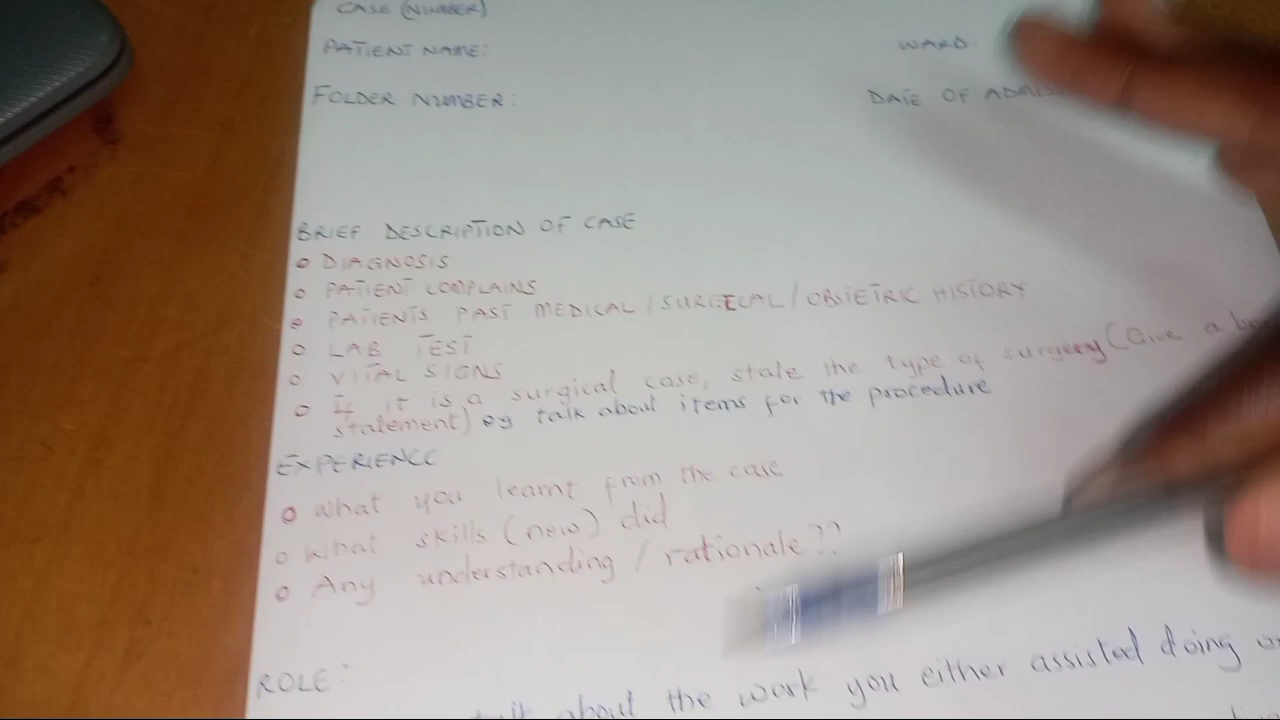 CASE (NUMBER)
PATIENT NAME:
WARD:
FOLDER NUMBER:
DATE OF
BRIEF DESCRIPTION OF CASE
DIAGNOSIS
PATIENT COMPLAINS
PATIENTS PAST MEDICAL / SURGICAL / OBSTETRIC HISTORY
LAB TEST
VITAL SIGNS
If it is a surgical case, state the type of surgery (Give a
statement) eg talk about items for the procedure
EXPERIENCE
What you learnt from the case
What skills (new) did
Any understanding / rationale??
ROLE:
about the work you either assisted doing